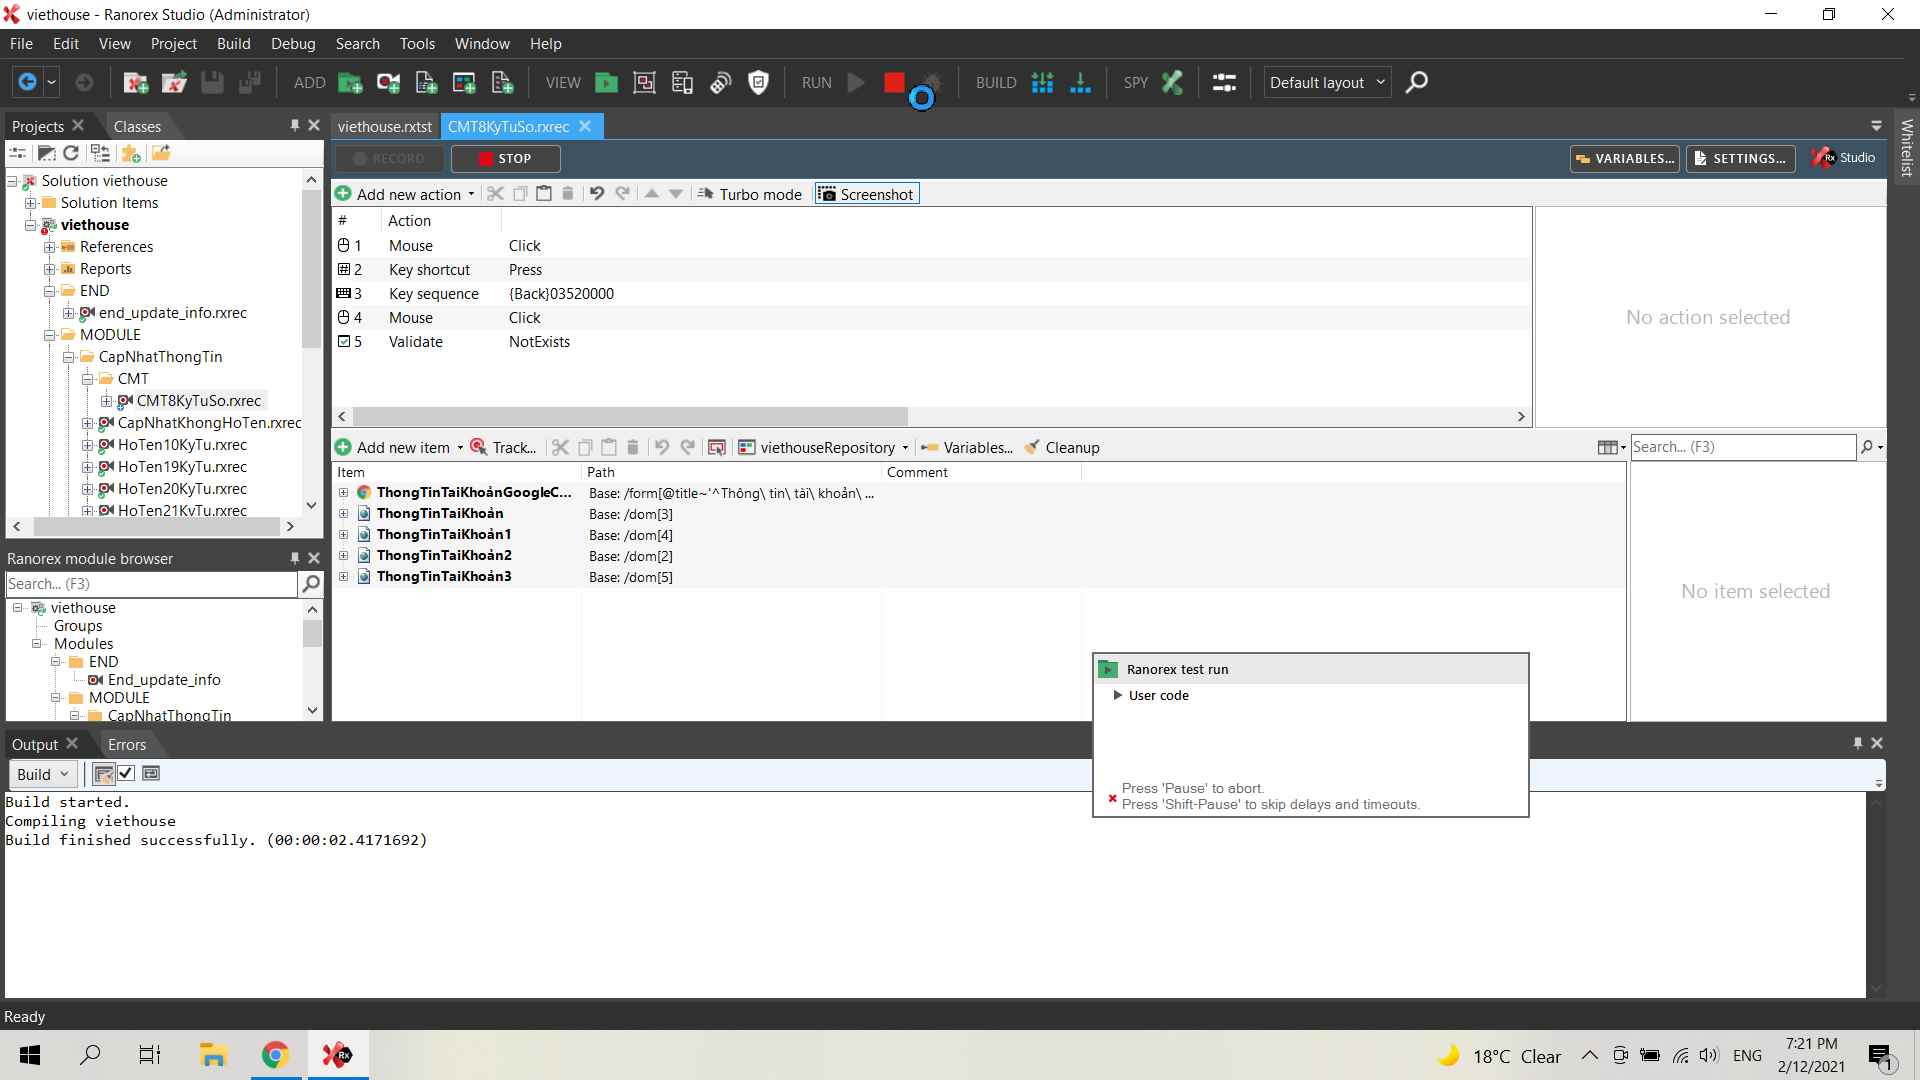 viethouse - Ranorex Studio (Administrator)
File Edit View Project Build Debug Search Tools Window Help
ADD VIEW RUN BUILD SPY Default layout
Projects Classes
viethouse.rxtst CMT8KyTuSo.rxrec
Whitelist
RECORD STOP VARIABLES... SETTINGS... Rx Studio
Solution viethouse
Solution Items
viethouse
References
Reports
END
end_update_info.rxrec
MODULE
CapNhatThongTin
CMT
CMT8KyTuSo.rxrec
CapNhatKhongHoTen.rxrec
HoTen10KyTu.rxrec
HoTen19KyTu.rxrec
HoTen20KyTu.rxrec
HoTen21KyTu.rxrec
Add new action Turbo mode Screenshot
# Action
1 Mouse Click
2 Key shortcut Press
3 Key sequence {Back}03520000
4 Mouse Click
5 Validate NotExists
No action selected
Add new item Track... viethouseRepository Variables... Cleanup Search... (F3)
Item Path Comment
ThongTinTaiKhoảnGoogleC... Base: /form[@title~'^Thông\ tin\ tài\ khoản\ ...
ThongTinTaiKhoản Base: /dom[3]
ThongTinTaiKhoản1 Base: /dom[4]
ThongTinTaiKhoản2 Base: /dom[2]
ThongTinTaiKhoản3 Base: /dom[5]
No item selected
Ranorex module browser
Search... (F3)
viethouse
Groups
Modules
END
End_update_info
MODULE
CapNhatThongTin
Ranorex test run
User code
Press 'Pause' to abort.
Press 'Shift-Pause' to skip delays and timeouts.
Output Errors
Build
Build started.
Compiling viethouse
Build finished successfully. (00:00:02.4171692)
Ready
Rx
18°C Clear ENG 7:21 PM
2/12/2021
1